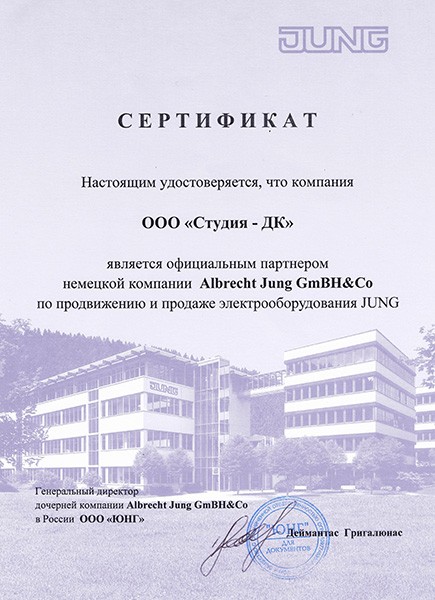 JUNG
СЕРТИФИКАТ
Настоящим удостоверяется, что компания
ООО «Студия - ДК»
является официальным партнером
немецкой компании Albrecht Jung GmBH&Co
по продвижению и продаже электрооборудования JUNG
Генеральный директор
дочерней компании Albrecht Jung GmBH&Co
в России ООО «ЮНГ»
"ЮНГ"
ДЛЯ
ДОКУМЕНТОВ
Деймантас Григалюнас